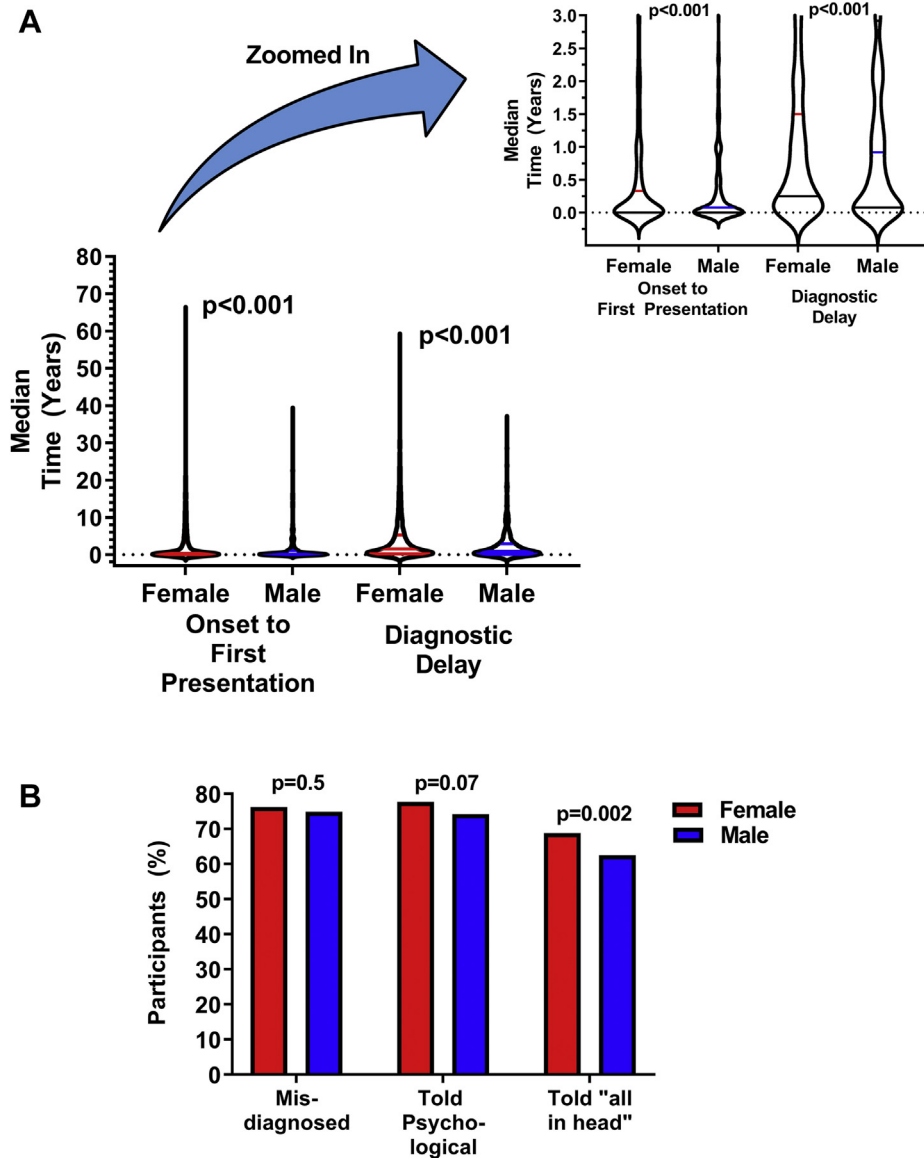 A
Zoomed In
p<0.001
p<0.001
3.0
2.5
2.0
1.5
1.0
0.5
0.0
Median
Time (Years)
Female Male Female Male
Onset to
First Presentation
Diagnostic
Delay
80
70
60
50
40
30
20
10
0
Median
Time (Years)
p<0.001
p<0.001
Female Male Female Male
Onset to
First
Presentation
Diagnostic
Delay
B
p=0.5
p=0.07
p=0.002
80
70
60
50
40
30
20
10
0
Participants (%)
Female
Male
Mis-
diagnosed
Told
Psycho-
logical
Told "all
in head"